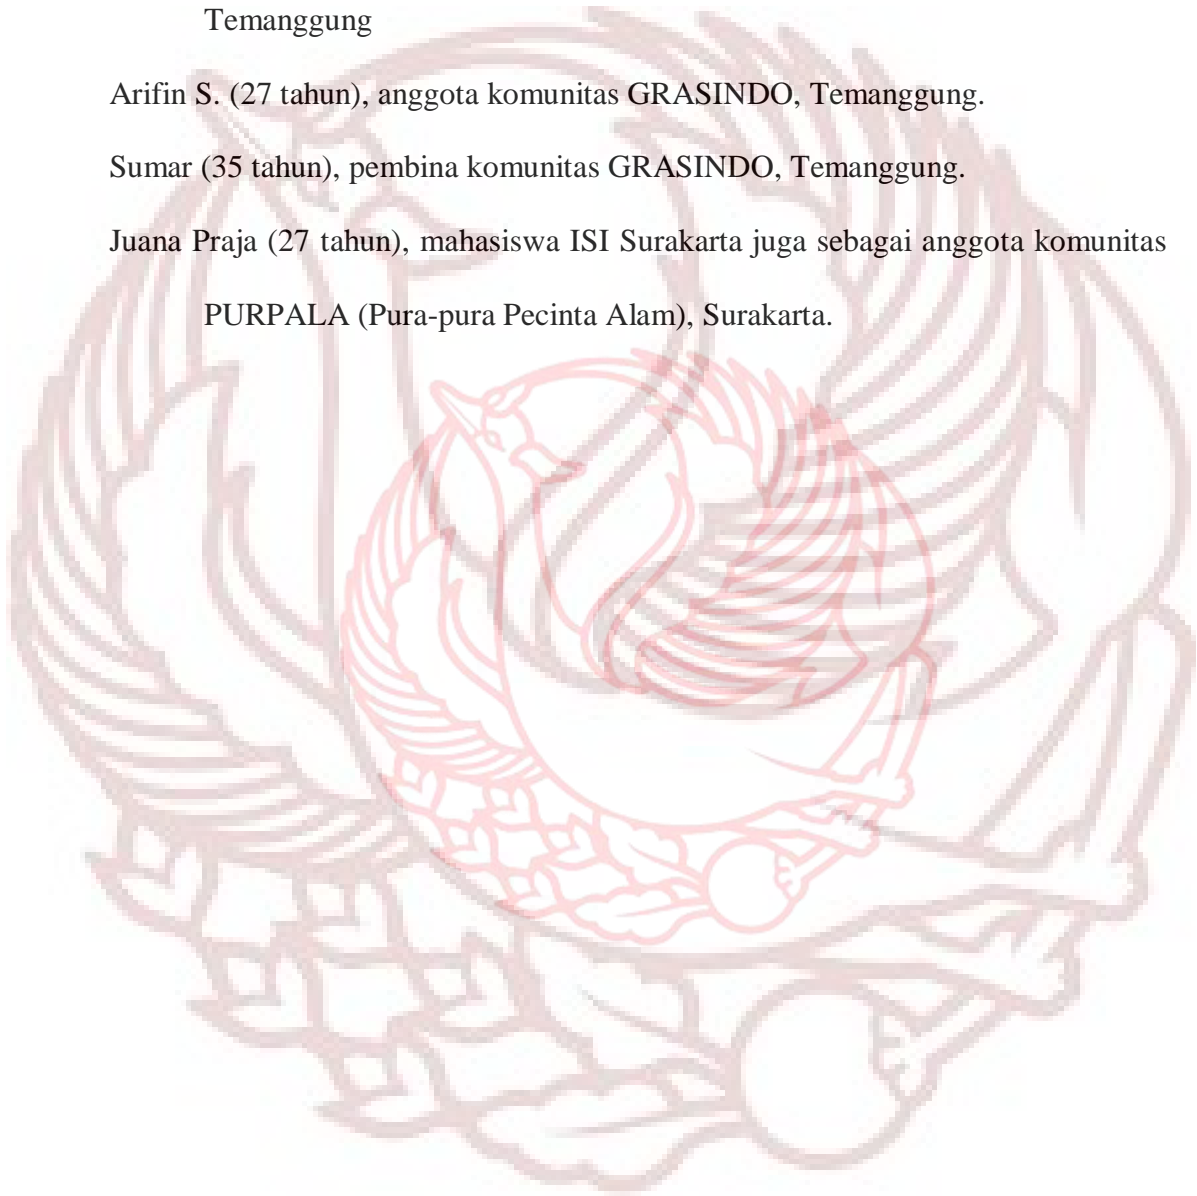 Temanggung
Arifin S. (27 tahun), anggota komunitas GRASINDO, Temanggung.
Sumar (35 tahun), pembina komunitas GRASINDO, Temanggung.
Juana Praja (27 tahun), mahasiswa ISI Surakarta juga sebagai anggota komunitas
PURPALA (Pura-pura Pecinta Alam), Surakarta.